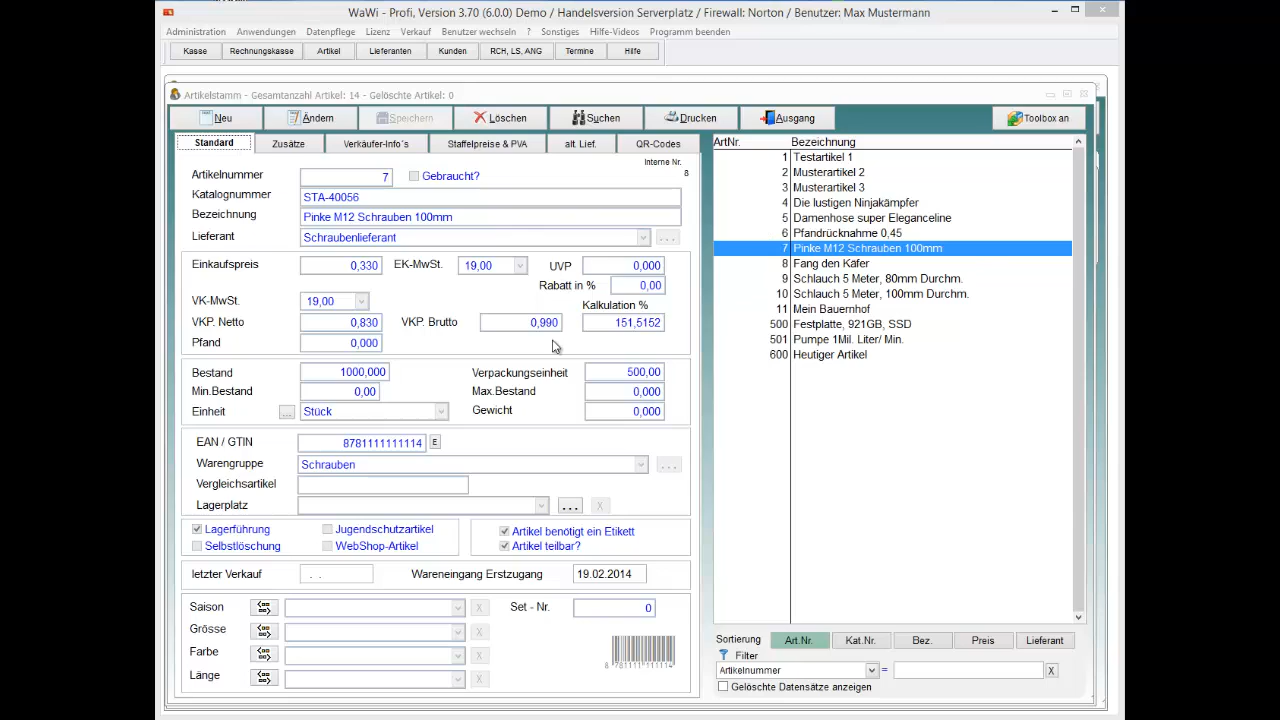 WaWi - Profi, Version 3.70 (6.0.0) Demo / Handelsversion Serverplatz / Firewall: Norton / Benutzer: Max Mustermann
Administration Anwendungen Datenpflege Lizenz Verkauf Benutzer wechseln ? Sonstiges Hilfe-Videos Programm beenden
Kasse Rechnungskasse Artikel Lieferanten Kunden RCH, LS, ANG Termine Hilfe
Artikelstamm - Gesamtanzahl Artikel: 14 - Gelöschte Artikel: 0
Neu Ändern Speichern Löschen Suchen Drucken Ausgang Toolbox an
Standard Zusätze Verkäufer-Info´s Staffelpreise & PVA alt. Lief. QR-Codes
Interne Nr.
8
Artikelnummer 7 Gebraucht?
Katalognummer STA-40056
Bezeichnung Pinke M12 Schrauben 100mm
Lieferant Schraubenlieferant ...
Einkaufspreis 0,330 EK-MwSt. 19,00 UVP 0,000
Rabatt in % 0,00
Kalkulation %
VK-MwSt. 19,00
VKP. Netto 0,830 VKP. Brutto 0,990 151,5152
Pfand 0,000
Bestand 1000,000 Verpackungseinheit 500,00
Min.Bestand 0,00 Max.Bestand 0,000
Einheit ... Stück Gewicht 0,000
EAN / GTIN 8781111111114 E
Warengruppe Schrauben ...
Vergleichsartikel
Lagerplatz ... X
Lagerführung Jugendschutzartikel Artikel benötigt ein Etikett
Selbstlöschung WebShop-Artikel Artikel teilbar?
letzter Verkauf . . Wareneingang Erstzugang 19.02.2014
Saison X Set - Nr. 0
Grösse X
Farbe X
Länge X
8 781111 111114
ArtNr. Bezeichnung
1 Testartikel 1
2 Musterartikel 2
3 Musterartikel 3
4 Die lustigen Ninjakämpfer
5 Damenhose super Eleganceline
6 Pfandrücknahme 0,45
7 Pinke M12 Schrauben 100mm
8 Fang den Käfer
9 Schlauch 5 Meter, 80mm Durchm.
10 Schlauch 5 Meter, 100mm Durchm.
11 Mein Bauernhof
500 Festplatte, 921GB, SSD
501 Pumpe 1Mil. Liter/ Min.
600 Heutiger Artikel
Sortierung Art.Nr. Kat.Nr. Bez. Preis Lieferant
Filter
Artikelnummer = X
Gelöschte Datensätze anzeigen